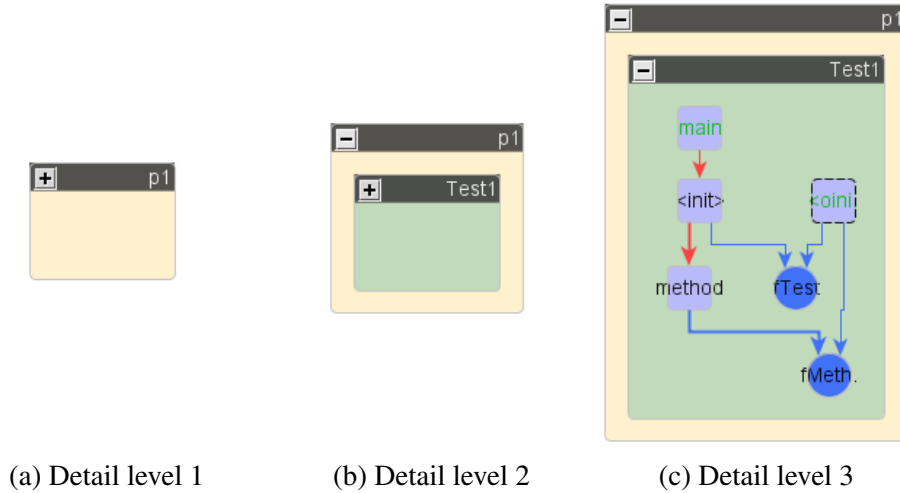 p1
p1
Test1
p1
Test1
main
<init>
<oini.
method
fTest
fMeth.
(a) Detail level 1
(b) Detail level 2
(c) Detail level 3